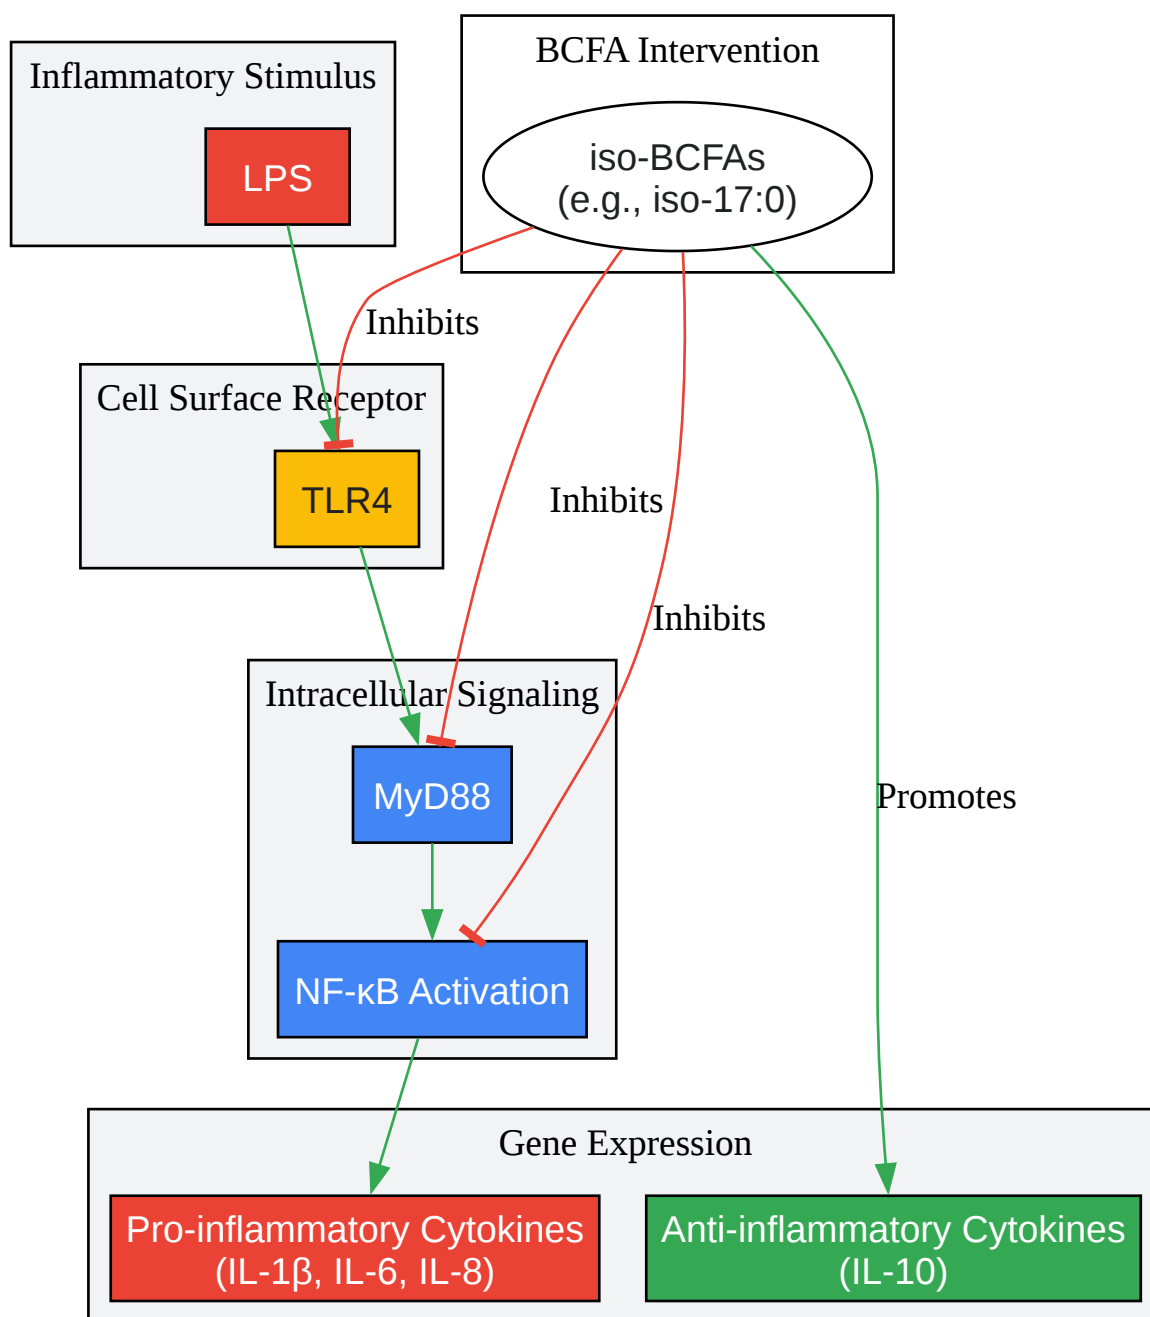 BCFA Intervention
Inflammatory Stimulus
iso-BCFAs
(e.g., iso-17:0)
LPS
Inhibits
Cell Surface Receptor
TLR4
Inhibits
Inhibits
Intracellular Signaling
MyD88
Promotes
NF-κB Activation
Gene Expression
Pro-inflammatory Cytokines
(IL-1β, IL-6, IL-8)
Anti-inflammatory Cytokines
(IL-10)